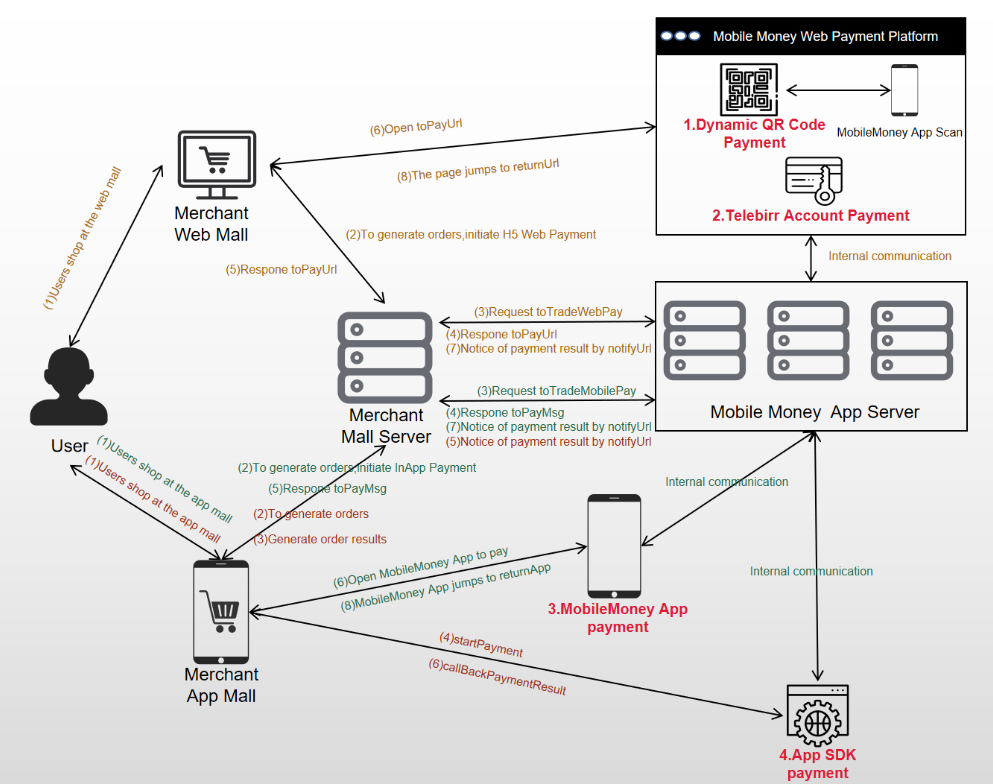 Mobile Money Web Payment Platform
1.Dynamic QR Code
Payment
MobileMoney App Scan
2.Telebirr Account Payment
(6)Open toPayUrl
(8)The page jumps to returnUrl
Merchant
Web Mall
(1)Users shop at the web mall
(2)To generate orders,initiate H5 Web Payment
(5)Respone toPayUrl
Internal communication
(3)Request toTradeWebPay
(4)Respone toPayUrl
(7)Notice of payment result by notifyUrl
(3)Request toTradeMobilePay
(4)Respone toPayMsg
(7)Notice of payment result by notifyUrl
(5)Notice of payment result by notifyUrl
Mobile Money App Server
Merchant
Mall Server
User
(1)Users shop at the app mall
(1)Users shop at the app mall
(2)To generate orders,initiate InApp Payment
(5)Respone toPayMsg
(2)To generate orders
(3)Generate order results
Internal communication
(6)Open MobileMoney App to pay
(8)MobileMoney App jumps to returnApp
3.MobileMoney App
payment
Internal communication
(4)startPayment
(6)callBackPaymentResult
Merchant
App Mall
4.App SDK
payment